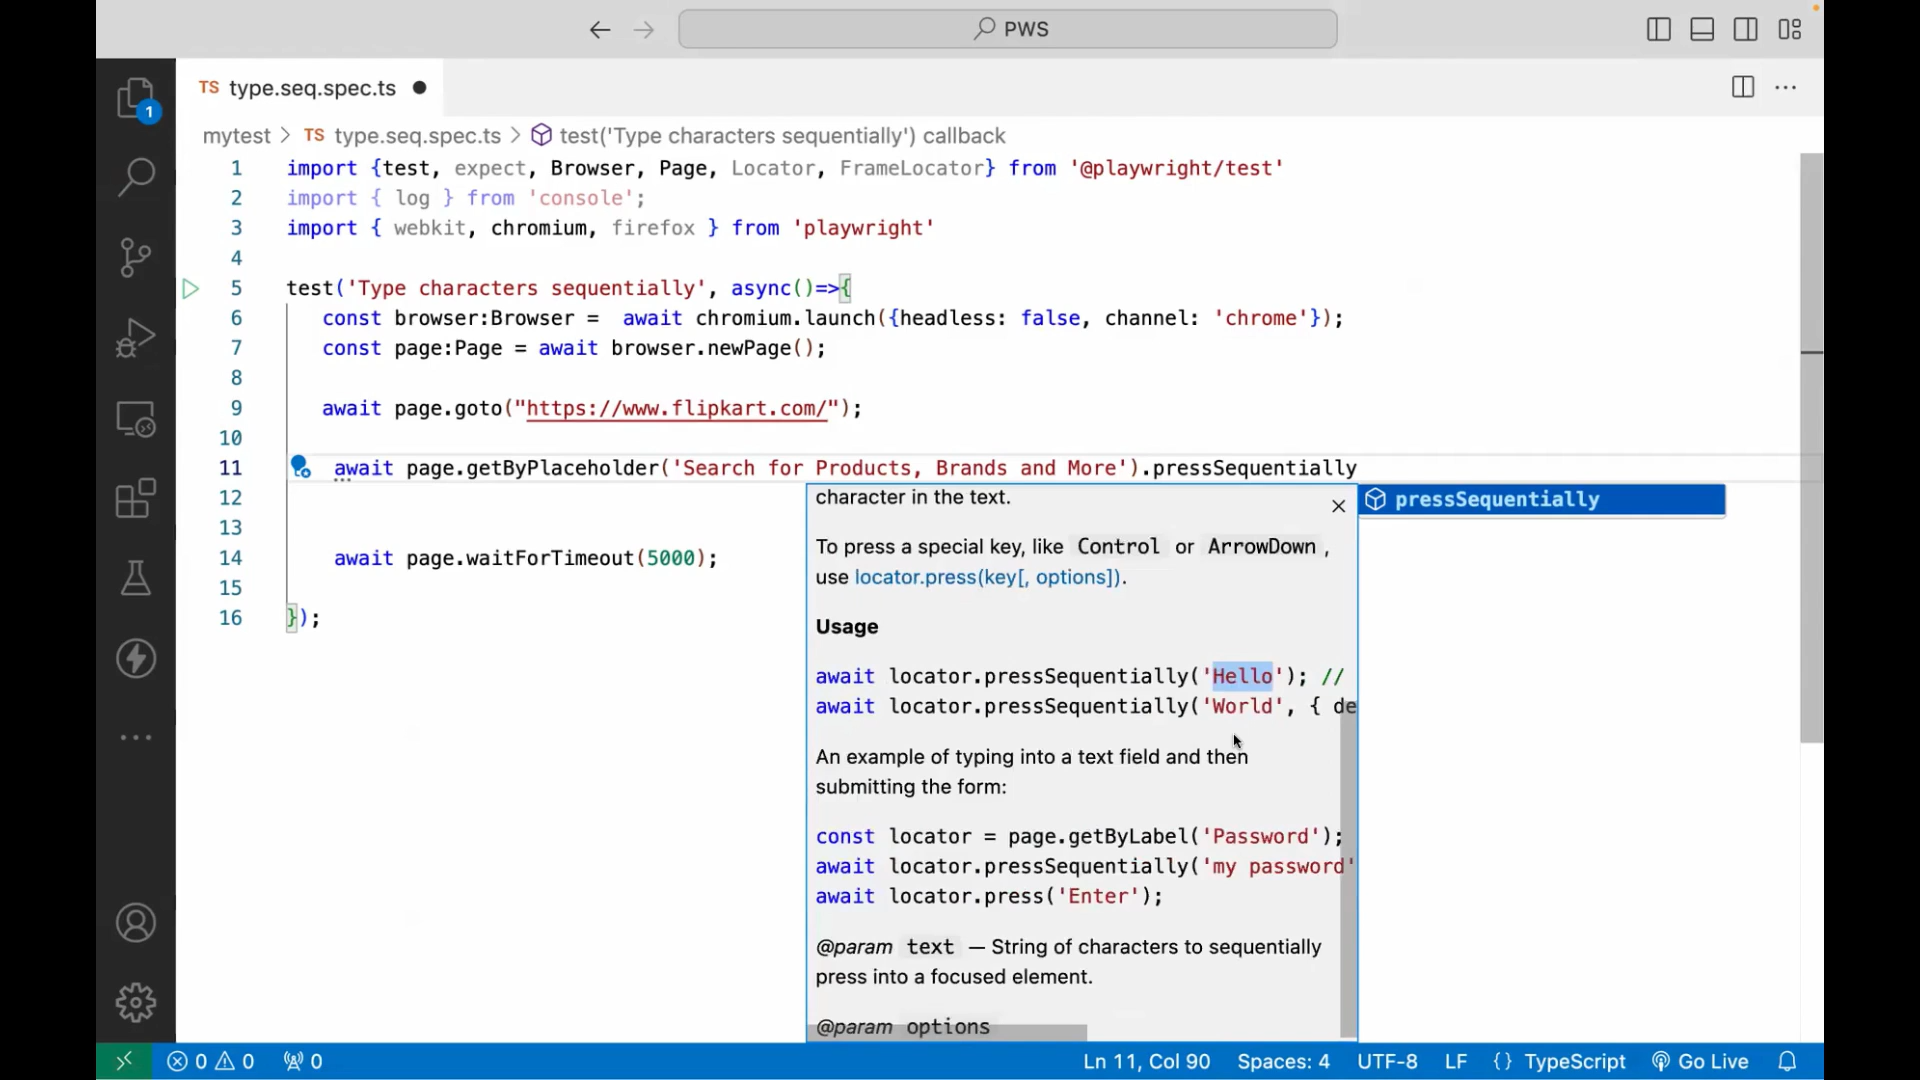 PWS
TS type.seq.spec.ts
mytest > TS type.seq.spec.ts > test('Type characters sequentially') callback
1 import {test, expect, Browser, Page, Locator, FrameLocator} from '@playwright/test'
2 import { log } from 'console';
3 import { webkit, chromium, firefox } from 'playwright'
4
5 test('Type characters sequentially', async()=>{
6 const browser:Browser = await chromium.launch({headless: false, channel: 'chrome'});
7 const page:Page = await browser.newPage();
8
9 await page.goto("https://www.flipkart.com/");
10
11 await page.getByPlaceholder('Search for Products, Brands and More').pressSequentially
12
13
14 await page.waitForTimeout(5000);
15
16 });
pressSequentially
character in the text.
To press a special key, like Control or ArrowDown ,
use locator.press(key[, options]).
Usage
await locator.pressSequentially('Hello'); //
await locator.pressSequentially('World', { de
An example of typing into a text field and then
submitting the form:
const locator = page.getByLabel('Password');
await locator.pressSequentially('my password'
await locator.press('Enter');
@param text — String of characters to sequentially
press into a focused element.
@param options
1
0 0 0 Ln 11, Col 90 Spaces: 4 UTF-8 LF {} TypeScript Go Live